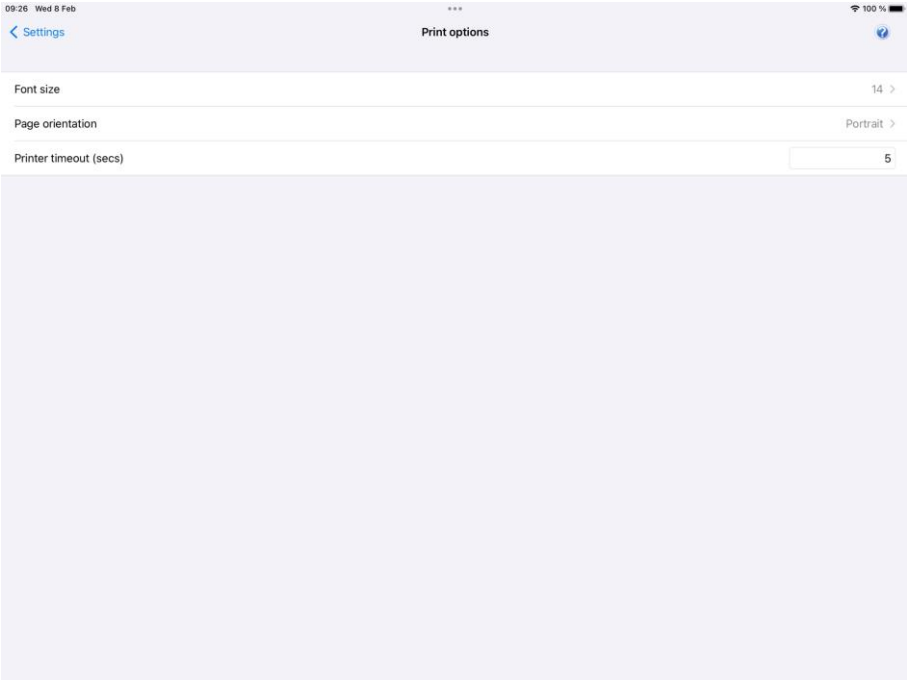 09:26 Wed 8 Feb 100 %
Settings Print options ?
Font size 14
Page orientation Portrait
Printer timeout (secs) 5